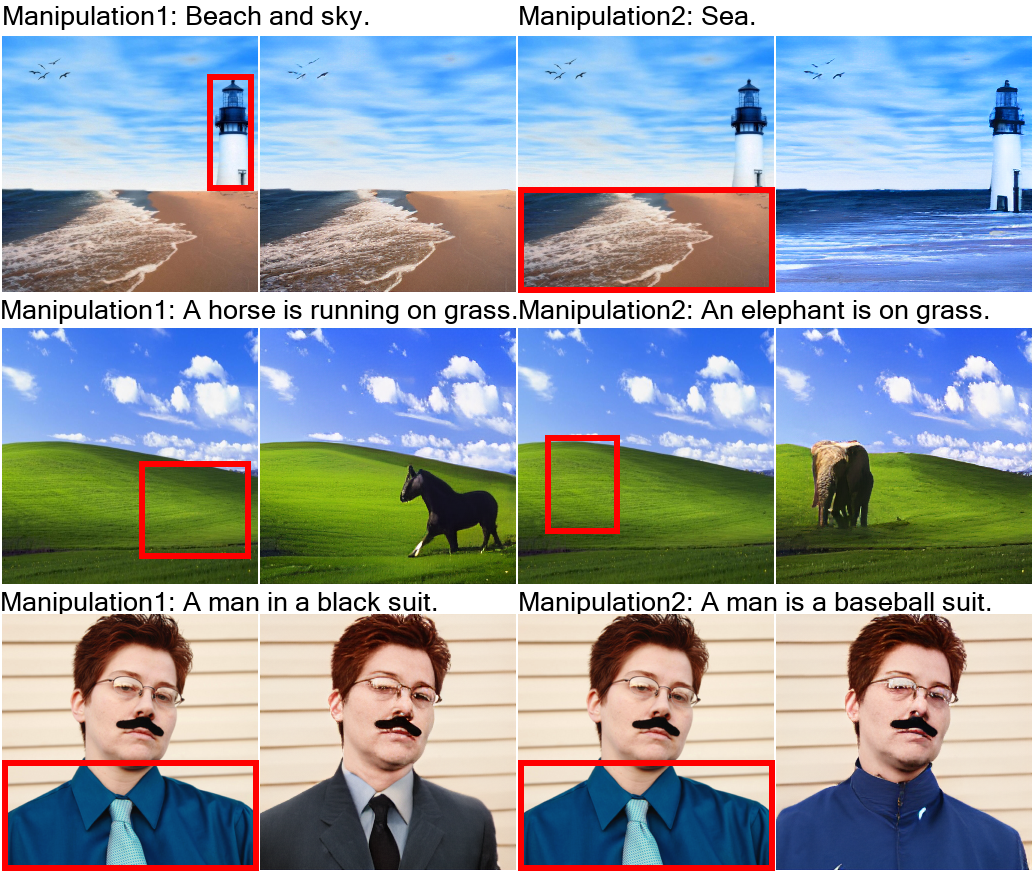 Manipulation1: Beach and sky.
Manipulation2: Sea.
Manipulation1: A horse is running on grass.
Manipulation2: An elephant is on grass.
Manipulation1: A man in a black suit.
Manipulation2: A man is a baseball suit.